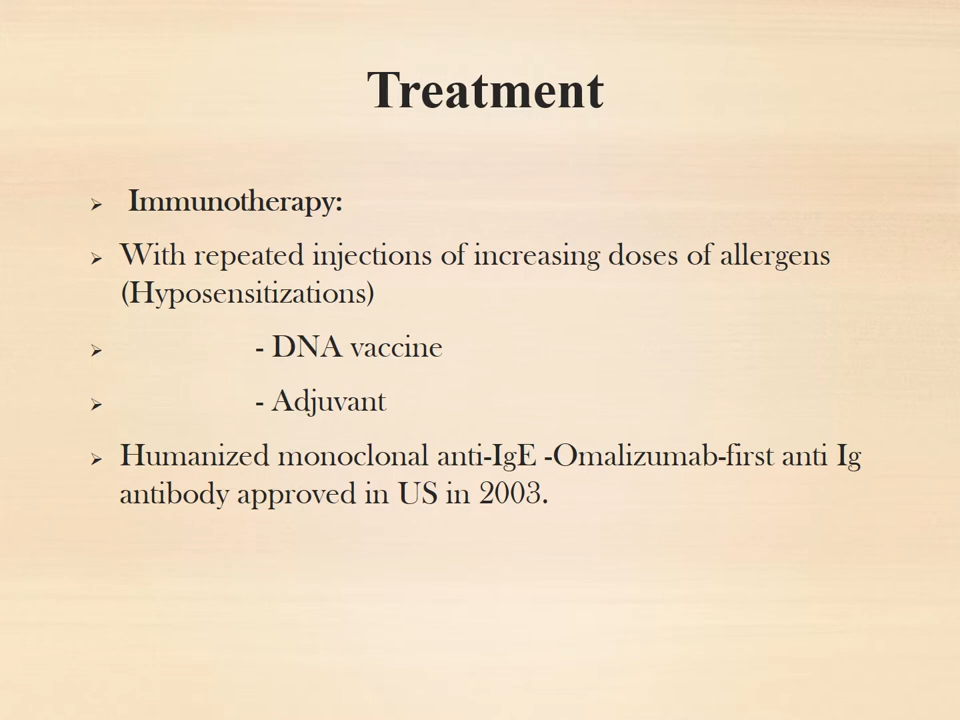 Treatment
Immunotherapy:
With repeated injections of increasing doses of allergens
(Hyposensitizations)
- DNA vaccine
- Adjuvant
Humanized monoclonal anti-IgE -Omalizumab-first anti Ig
antibody approved in US in 2003.